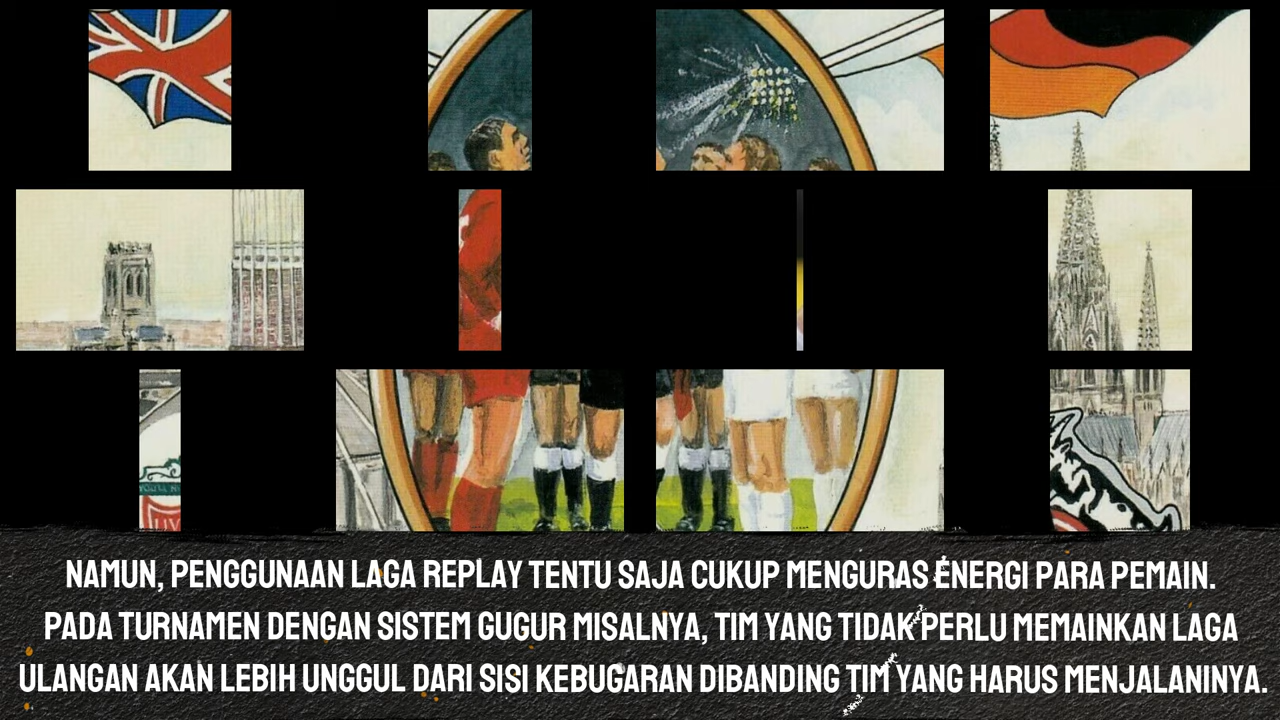 NAMUN, PENGGUNAAN LAGA REPLAY TENTU SAJA CUKUP MENGURAS ENERGI PARA PEMAIN.
PADA TURNAMEN DENGAN SISTEM GUGUR MISALNYA, TIM YANG TIDAK PERLU MEMAINKAN LAGA
ULANGAN AKAN LEBIH UNGGUL DARI SISI KEBUGARAN DIBANDING TIM YANG HARUS MENJALANINYA.